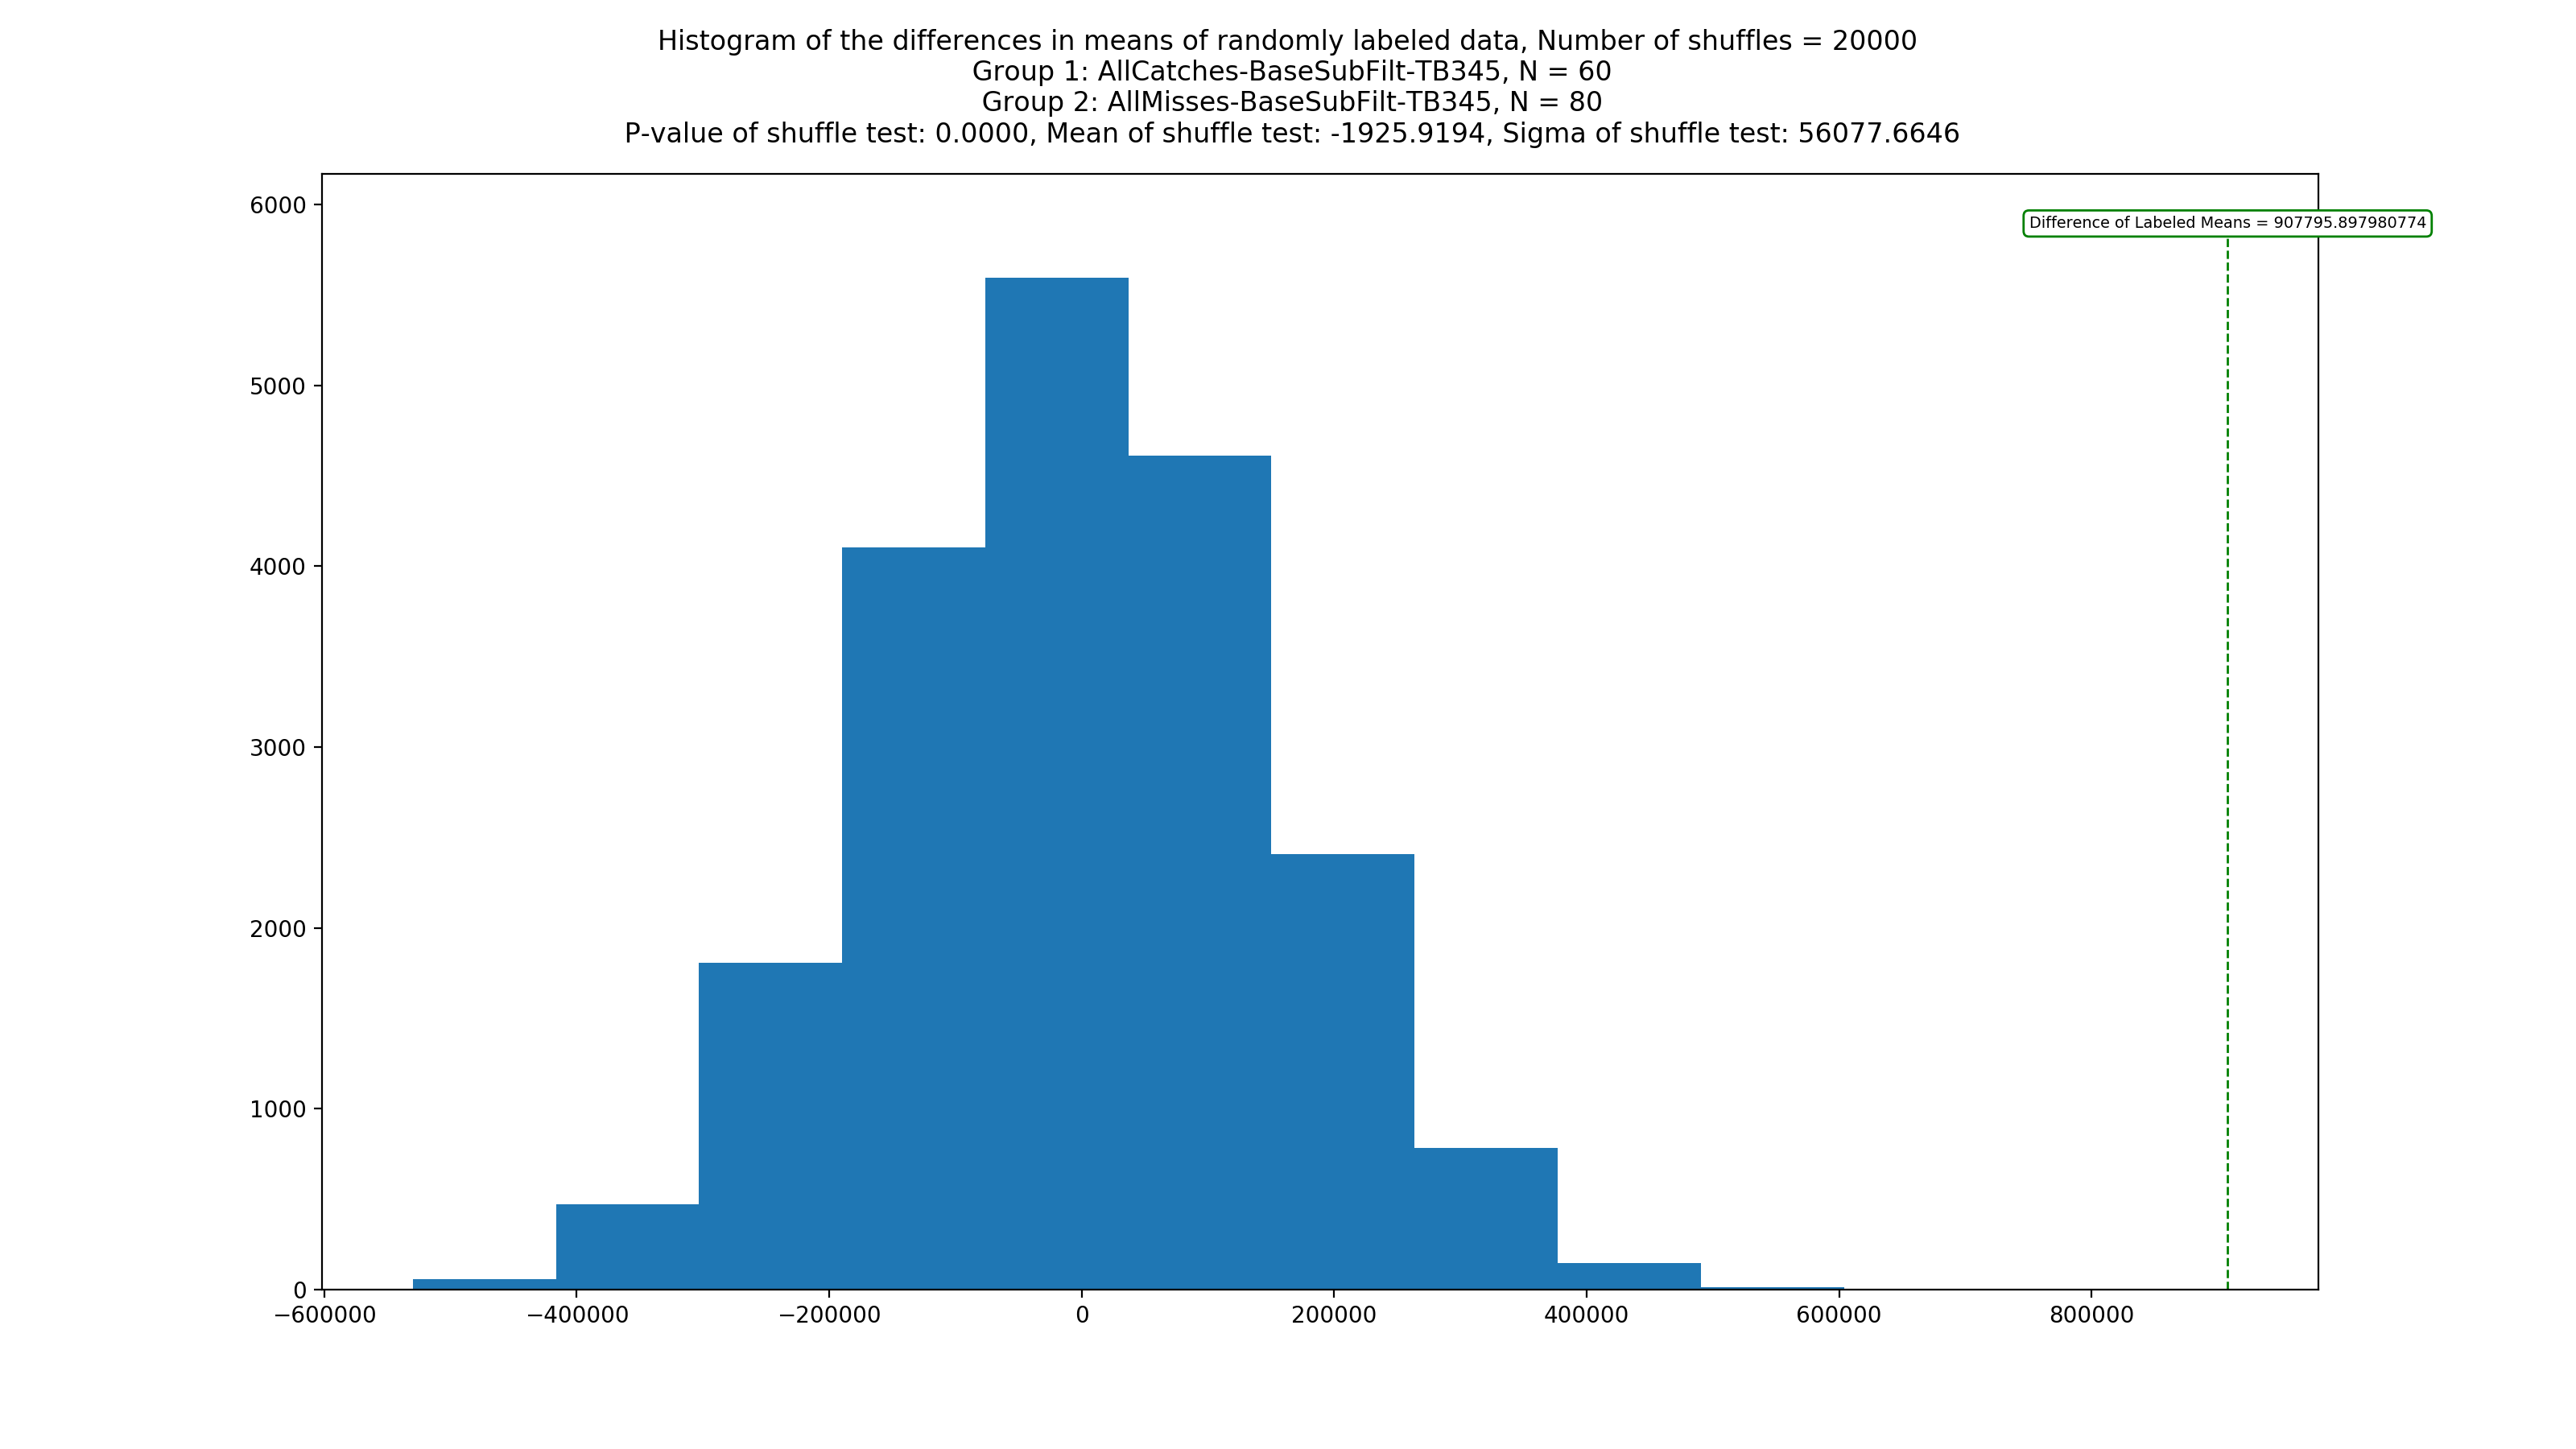 Histogram of the differences in means of randomly labeled data, Number of shuffles = 20000
Group 1: AllCatches-BaseSubFilt-TB345, N = 60
Group 2: AllMisses-BaseSubFilt-TB345, N = 80
P-value of shuffle test: 0.0000, Mean of shuffle test: -1925.9194, Sigma of shuffle test: 56077.6646
Difference of Labeled Means = 907795.897980774
6000
5000
4000
3000
2000
1000
0
−600000 −400000 −200000 0 200000 400000 600000 800000